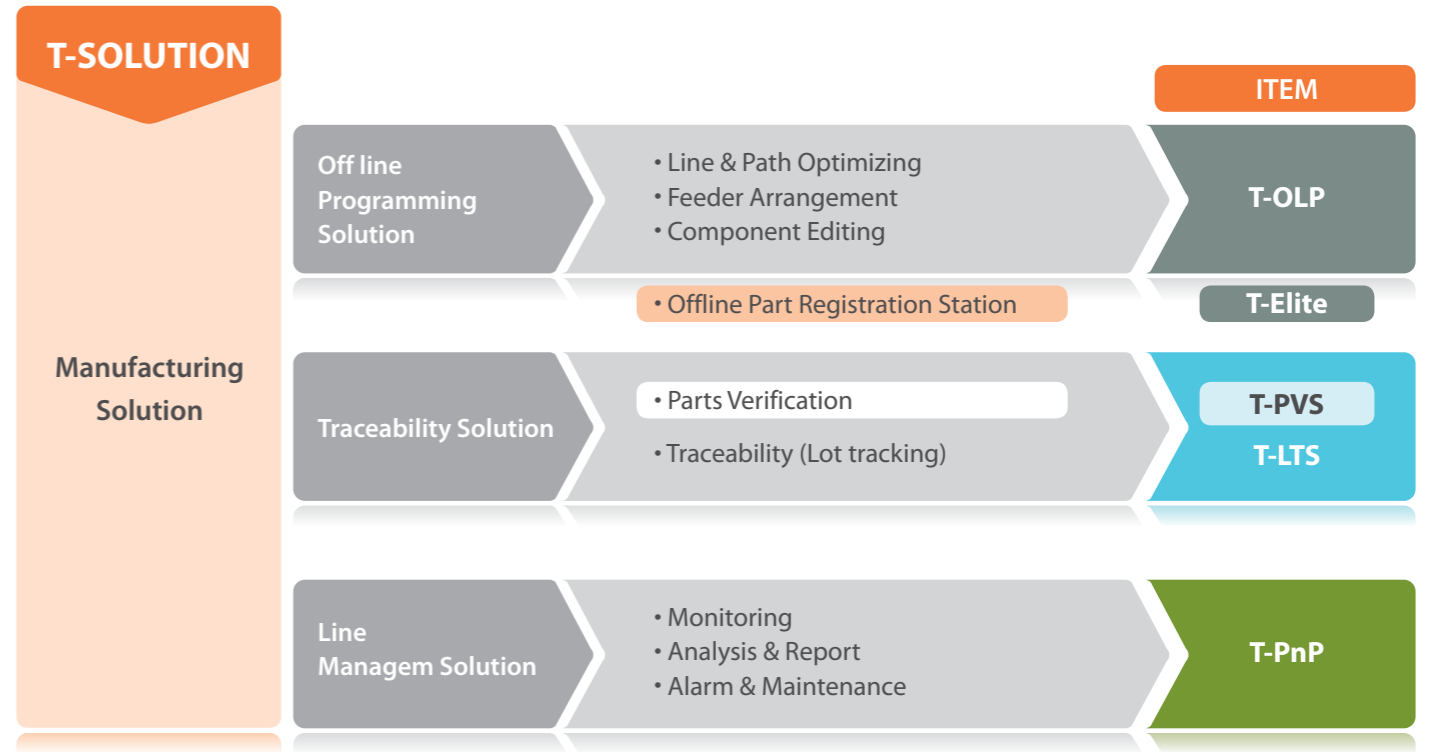 T-SOLUTION
ITEM
Manufacturing
Solution
Off line
Programming
Solution
• Line & Path Optimizing
• Feeder Arrangement
• Component Editing
T-OLP
• Offline Part Registration Station
T-Elite
Traceability Solution
• Parts Verification
• Traceability (Lot tracking)
T-PVS
T-LTS
Line
Managem Solution
• Monitoring
• Analysis & Report
• Alarm & Maintenance
T-PnP